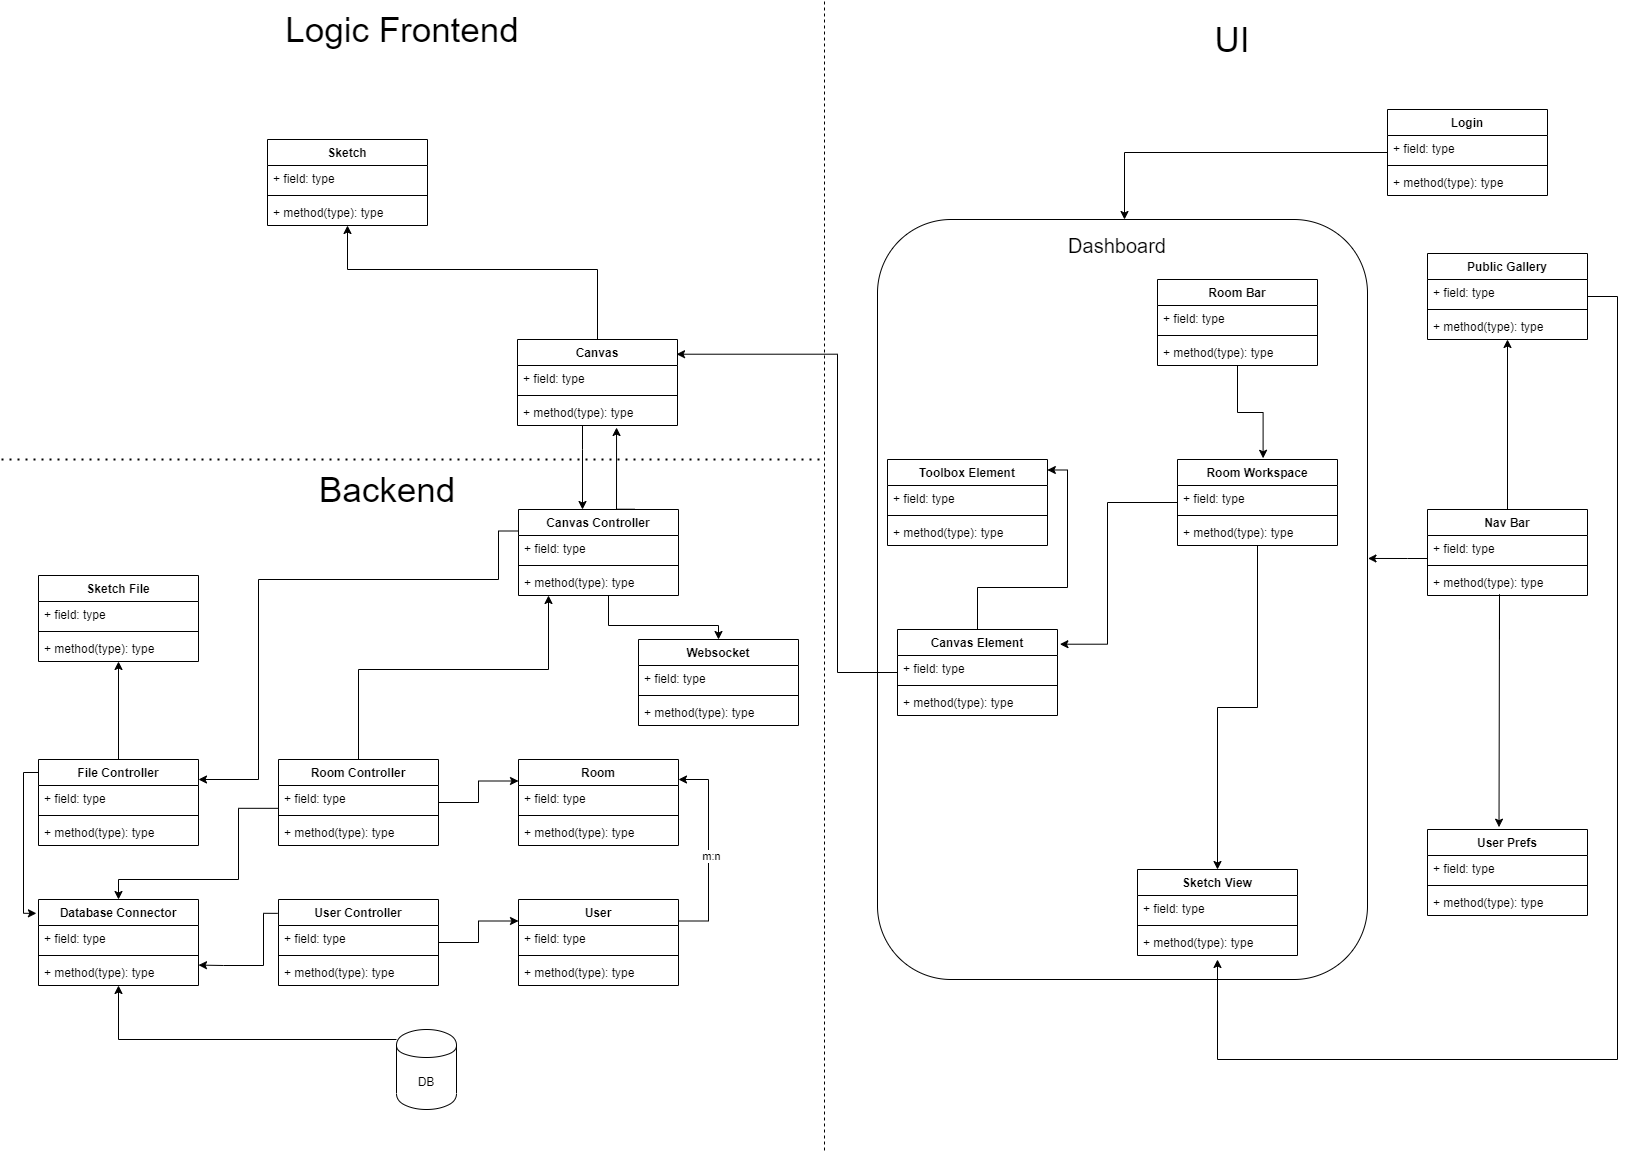 Logic Frontend
Sketch
+ field: type
+ method(type): type
Canvas
+ field: type
+ method(type): type
Backend
Canvas Controller
+ field: type
+ method(type): type
Sketch File
+ field: type
+ method(type): type
Websocket
+ field: type
+ method(type): type
File Controller
+ field: type
+ method(type): type
Room Controller
+ field: type
+ method(type): type
Room
+ field: type
+ method(type): type
m:n
Database Connector
+ field: type
+ method(type): type
User Controller
+ field: type
+ method(type): type
User
+ field: type
+ method(type): type
DB
UI
Login
+ field: type
+ method(type): type
Dashboard
Room Bar
+ field: type
+ method(type): type
Public Gallery
+ field: type
+ method(type): type
Toolbox Element
+ field: type
+ method(type): type
Room Workspace
+ field: type
+ method(type): type
Nav Bar
+ field: type
+ method(type): type
Canvas Element
+ field: type
+ method(type): type
User Prefs
+ field: type
+ method(type): type
Sketch View
+ field: type
+ method(type): type